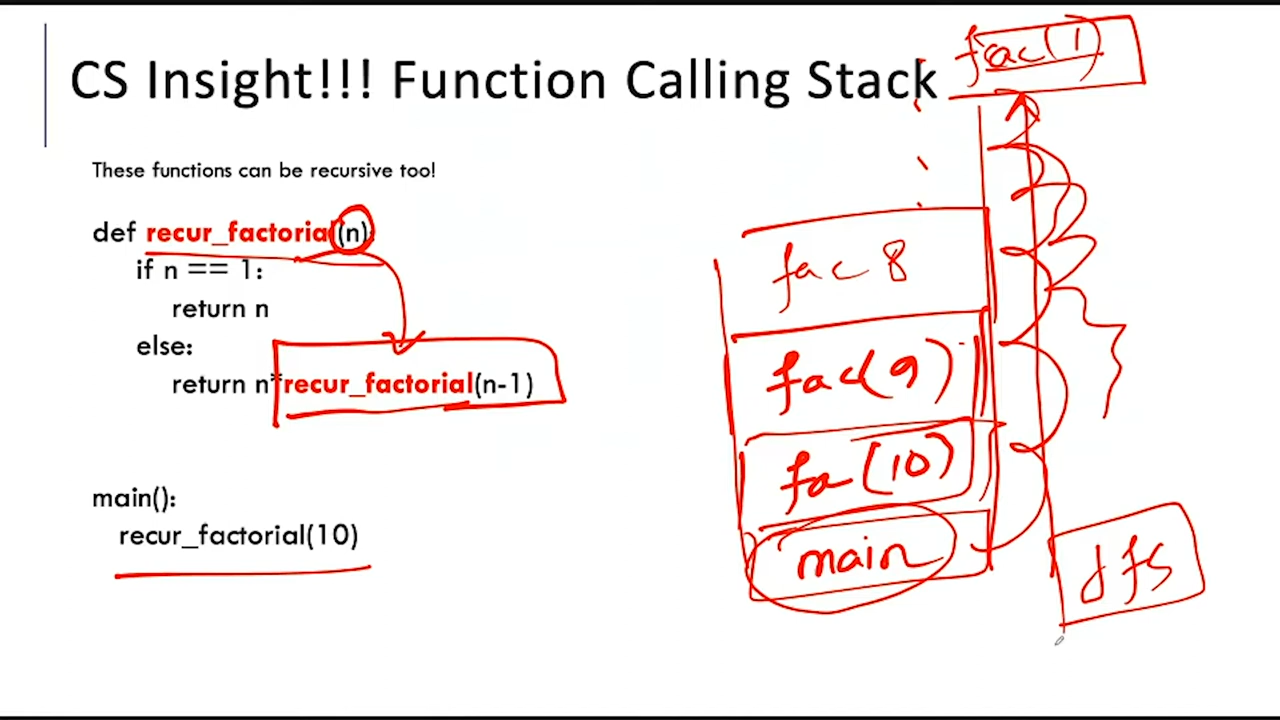 CS Insight!!! Function Calling Stack
fac(1)
These functions can be recursive too!
def recur_factorial(n):
if n == 1:
return n
else:
return n*recur_factorial(n-1)
main():
recur_factorial(10)
fac 8
fac(9)
fa(10)
main
dfs